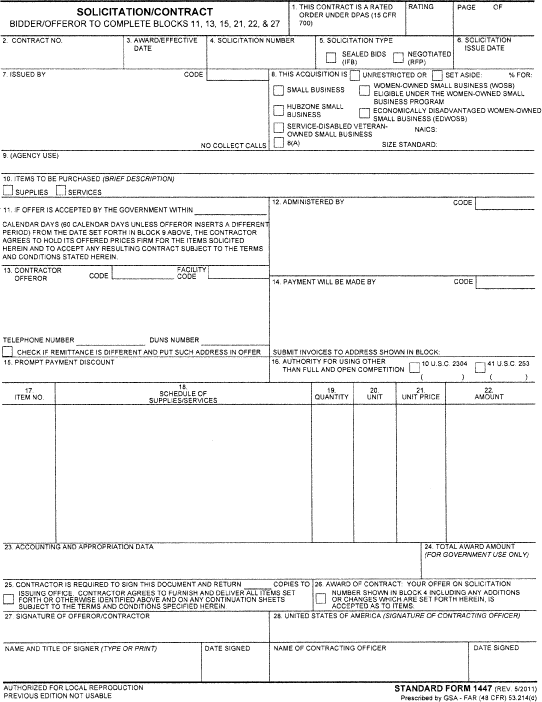 SOLICITATION/CONTRACT
BIDDER/OFFEROR TO COMPLETE BLOCKS 11, 13, 15, 21, 22, & 27
1. THIS CONTRACT IS A RATED
ORDER UNDER DPAS (15 CFR
700)
RATING
PAGE OF
2. CONTRACT NO.
3. AWARD/EFFECTIVE
DATE
4. SOLICITATION NUMBER
5. SOLICITATION TYPE
SEALED BIDS
(IFB)
NEGOTIATED
(RFP)
6. SOLICITATION
ISSUE DATE
7. ISSUED BY
CODE
NO COLLECT CALLS
8. THIS ACQUISITION IS UNRESTRICTED OR SET ASIDE: % FOR:
SMALL BUSINESS
HUBZONE SMALL
BUSINESS
SERVICE-DISABLED VETERAN-
OWNED SMALL BUSINESS
8(A)
WOMEN-OWNED SMALL BUSINESS (WOSB)
ELIGIBLE UNDER THE WOMEN-OWNED SMALL
BUSINESS PROGRAM
ECONOMICALLY DISADVANTAGED WOMEN-OWNED
SMALL BUSINESS (EDWOSB)
NAICS:
SIZE STANDARD:
9. (AGENCY USE)
10. ITEMS TO BE PURCHASED (BRIEF DESCRIPTION)
SUPPLIES SERVICES
11. IF OFFER IS ACCEPTED BY THE GOVERNMENT WITHIN
CALENDAR DAYS (60 CALENDAR DAYS UNLESS OFFEROR INSERTS A DIFFERENT
PERIOD) FROM THE DATE SET FORTH IN BLOCK 9 ABOVE, THE CONTRACTOR
AGREES TO HOLD ITS OFFERED PRICES FIRM FOR THE ITEMS SOLICITED
HEREIN AND TO ACCEPT ANY RESULTING CONTRACT SUBJECT TO THE TERMS
AND CONDITIONS STATED HEREIN.
12. ADMINISTERED BY
CODE
13. CONTRACTOR
OFFEROR
CODE
FACILITY
CODE
TELEPHONE NUMBER DUNS NUMBER
CHECK IF REMITTANCE IS DIFFERENT AND PUT SUCH ADDRESS IN OFFER
14. PAYMENT WILL BE MADE BY
CODE
SUBMIT INVOICES TO ADDRESS SHOWN IN BLOCK:
15. PROMPT PAYMENT DISCOUNT
16. AUTHORITY FOR USING OTHER
THAN FULL AND OPEN COMPETITION
10 U.S.C. 2304
( )
41 U.S.C. 253
( )
17.
ITEM NO.
18.
SCHEDULE OF
SUPPLIES/SERVICES
19.
QUANTITY
20.
UNIT
21.
UNIT PRICE
22.
AMOUNT
23. ACCOUNTING AND APPROPRIATION DATA
24. TOTAL AWARD AMOUNT
(FOR GOVERNMENT USE ONLY)
25. CONTRACTOR IS REQUIRED TO SIGN THIS DOCUMENT AND RETURN COPIES TO
ISSUING OFFICE. CONTRACTOR AGREES TO FURNISH AND DELIVER ALL ITEMS SET
FORTH OR OTHERWISE IDENTIFIED ABOVE AND ON ANY CONTINUATION SHEETS
SUBJECT TO THE TERMS AND CONDITIONS SPECIFIED HEREIN
26. AWARD OF CONTRACT: YOUR OFFER ON SOLICITATION
NUMBER SHOWN IN BLOCK 4 INCLUDING ANY ADDITIONS
OR CHANGES WHICH ARE SET FORTH HEREIN, IS
ACCEPTED AS TO ITEMS:
27. SIGNATURE OF OFFEROR/CONTRACTOR
28. UNITED STATES OF AMERICA (SIGNATURE OF CONTRACTING OFFICER)
NAME AND TITLE OF SIGNER (TYPE OR PRINT)
DATE SIGNED
NAME OF CONTRACTING OFFICER
DATE SIGNED
AUTHORIZED FOR LOCAL REPRODUCTION
PREVIOUS EDITION NOT USABLE
STANDARD FORM 1447 (REV. 5/2011)
Prescribed by GSA - FAR (48 CFR) 53.214(d)